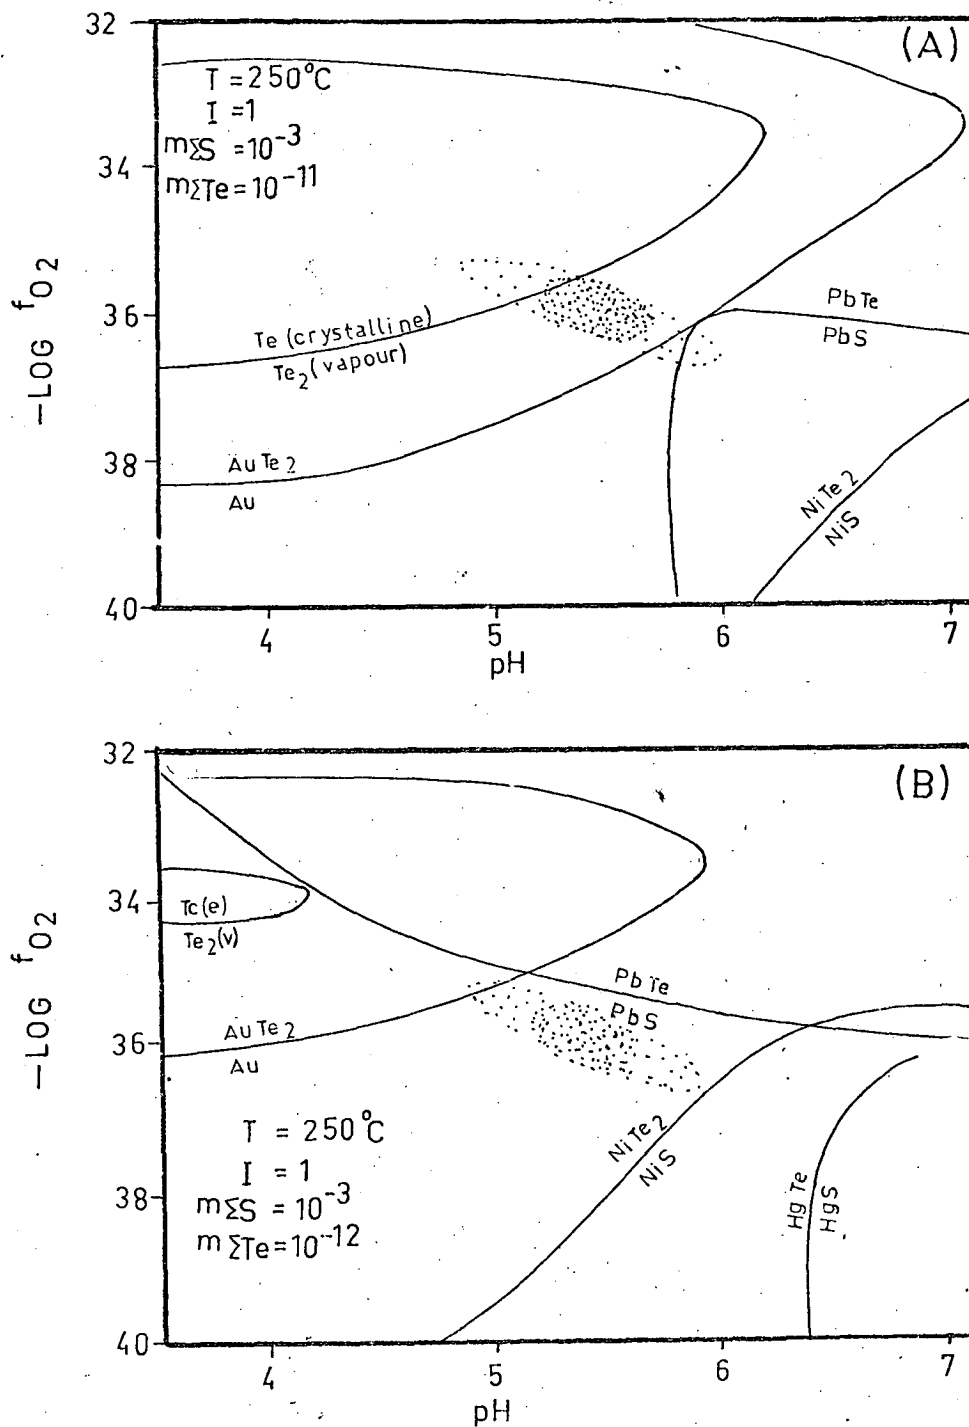 (A)
32
34
36
38
40
-LOG fO2
T = 250°C
I = 1
mΣS = 10-3
mΣTe = 10-11
Te (crystalline)
Te2 (vapour)
AuTe2
Au
PbTe
PbS
NiTe2
NiS
4
5
6
7
pH
(B)
32
34
36
38
40
-LOG fO2
Tc(e)
Te2(v)
AuTe2
Au
PbTe
PbS
NiTe2
NiS
HgTe
HgS
T = 250°C
I = 1
mΣS = 10-3
mΣTe = 10-12
4
5
6
7
pH